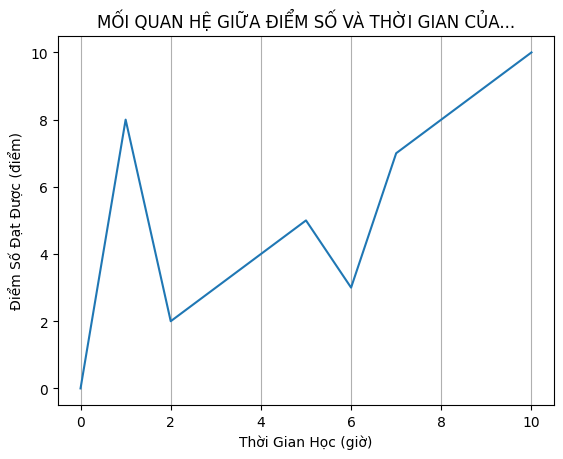 MỐI QUAN HỆ GIỮA ĐIỂM SỐ VÀ THỜI GIAN CỦA...
Điểm Số Đạt Được (điểm)
10
8
6
4
2
0
0 2 4 6 8 10
Thời Gian Học (giờ)